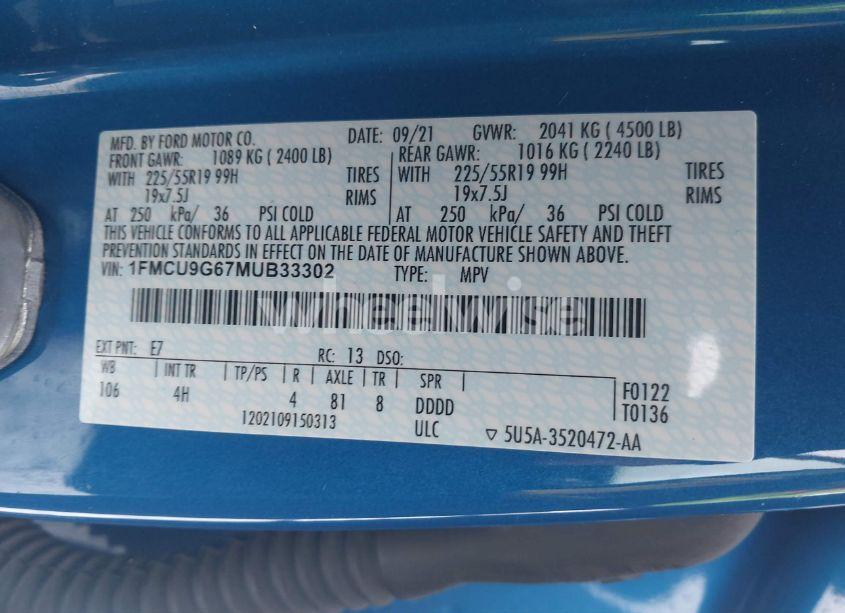 MFD. BY FORD MOTOR CO. DATE: 09/21 GVWR: 2041 KG ( 4500 LB)
FRONT GAWR: 1089 KG ( 2400 LB) REAR GAWR: 1016 KG ( 2240 LB)
WITH 225/55R19 99H TIRES WITH 225/55R19 99H TIRES
19x7.5J RIMS 19x7.5J RIMS
AT 250 kPa/ 36 PSI COLD AT 250 kPa/ 36 PSI COLD
THIS VEHICLE CONFORMS TO ALL APPLICABLE FEDERAL MOTOR VEHICLE SAFETY AND THEFT
PREVENTION STANDARDS IN EFFECT ON THE DATE OF MANUFACTURE SHOWN ABOVE.
VIN: 1FMCU9G67MUB33302 TYPE: MPV
wheelwise
EXT PNT: E7 RC: 13 DSO:
WB INT TR TP/PS R AXLE TR SPR
106 4H 4 81 8 DDDD F0122
T0136
1202109150313 ULC ▽ 5U5A-3520472-AA